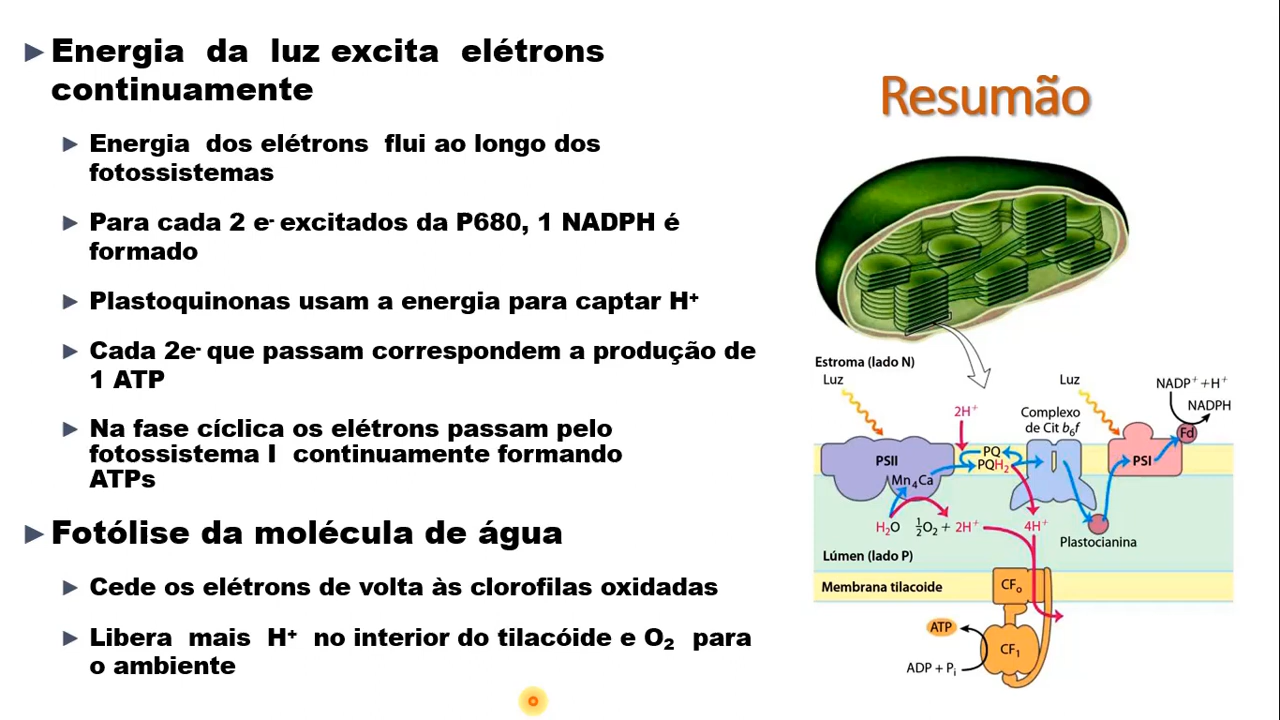 Energia da luz excita elétrons
continuamente
Energia dos elétrons flui ao longo dos
fotossistemas
Para cada 2 e- excitados da P680, 1 NADPH é
formado
Plastoquinonas usam a energia para captar H+
Cada 2e- que passam correspondem a produção de
1 ATP
Na fase cíclica os elétrons passam pelo
fotossistema I continuamente formando
ATPs
Fotólise da molécula de água
Cede os elétrons de volta às clorofilas oxidadas
Libera mais H+ no interior do tilacóide e O2 para
o ambiente
Resumão
Estroma (lado N)
Luz
Luz
NADP+ + H+
NADPH
2H+
Complexo
de Cit b6f
Fd
PSII
PQ
PQH2
PSI
Mn4Ca
H2O
½O2 + 2H+
4H+
Plastocianina
Lúmen (lado P)
Membrana tilacoide
CFo
ATP
CF1
ADP + Pi